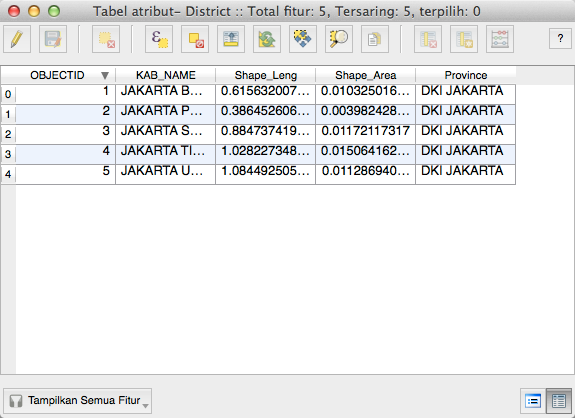 Tabel atribut- District :: Total fitur: 5, Tersaring: 5, terpilih: 0
ε
?
OBJECTID ▼ KAB_NAME Shape_Leng Shape_Area Province
0 1 JAKARTA B... 0.615632007... 0.010325016... DKI JAKARTA
1 2 JAKARTA P... 0.386452606... 0.003982428... DKI JAKARTA
2 3 JAKARTA S... 0.884737419... 0.01172117317 DKI JAKARTA
3 4 JAKARTA TI... 1.028227348... 0.015064162... DKI JAKARTA
4 5 JAKARTA U... 1.084492505... 0.011286940... DKI JAKARTA
Tampilkan Semua Fitur